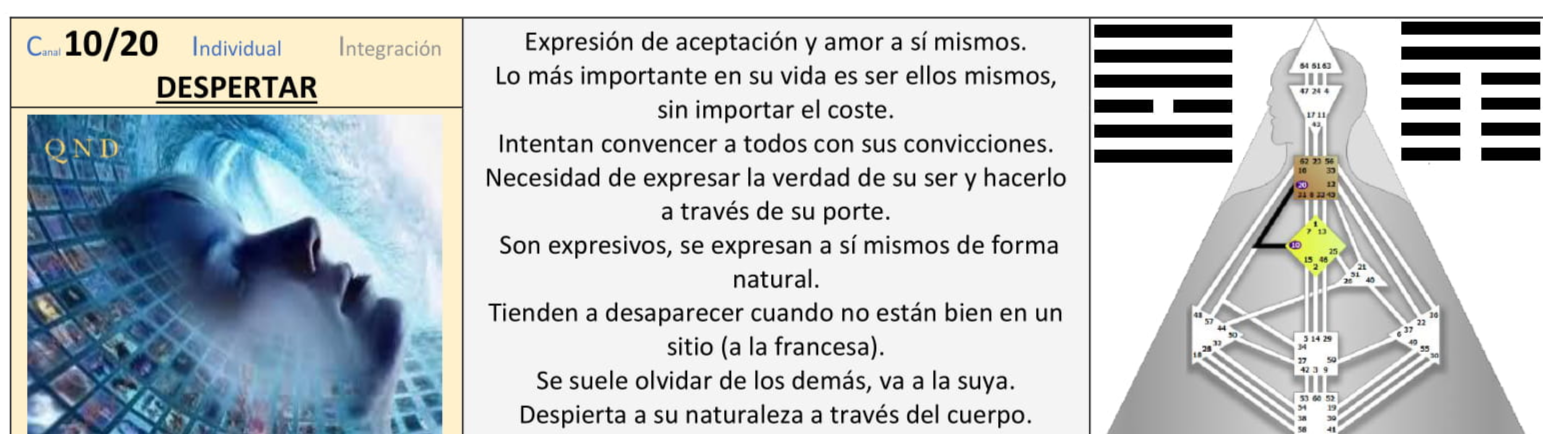 Canal 10/20 Individual Integración
DESPERTAR
QND
Expresión de aceptación y amor a sí mismos.
Lo más importante en su vida es ser ellos mismos,
sin importar el coste.
Intentan convencer a todos con sus convicciones.
Necesidad de expresar la verdad de su ser y hacerlo
a través de su porte.
Son expresivos, se expresan a sí mismos de forma
natural.
Tienden a desaparecer cuando no están bien en un
sitio (a la francesa).
Se suele olvidar de los demás, va a la suya.
Despierta a su naturaleza a través del cuerpo.
64 61 63
47 24 4
17 11
43
62 23 56
16 35
20 12
1
7 13
10
25
15 46
2
21
51
26 40
48
57
44
50
32
28
18
5 14 29
34
27 59
42 3 9
36
22
6 37
49
55
30
53 60 52
54 19
38 39
58 41